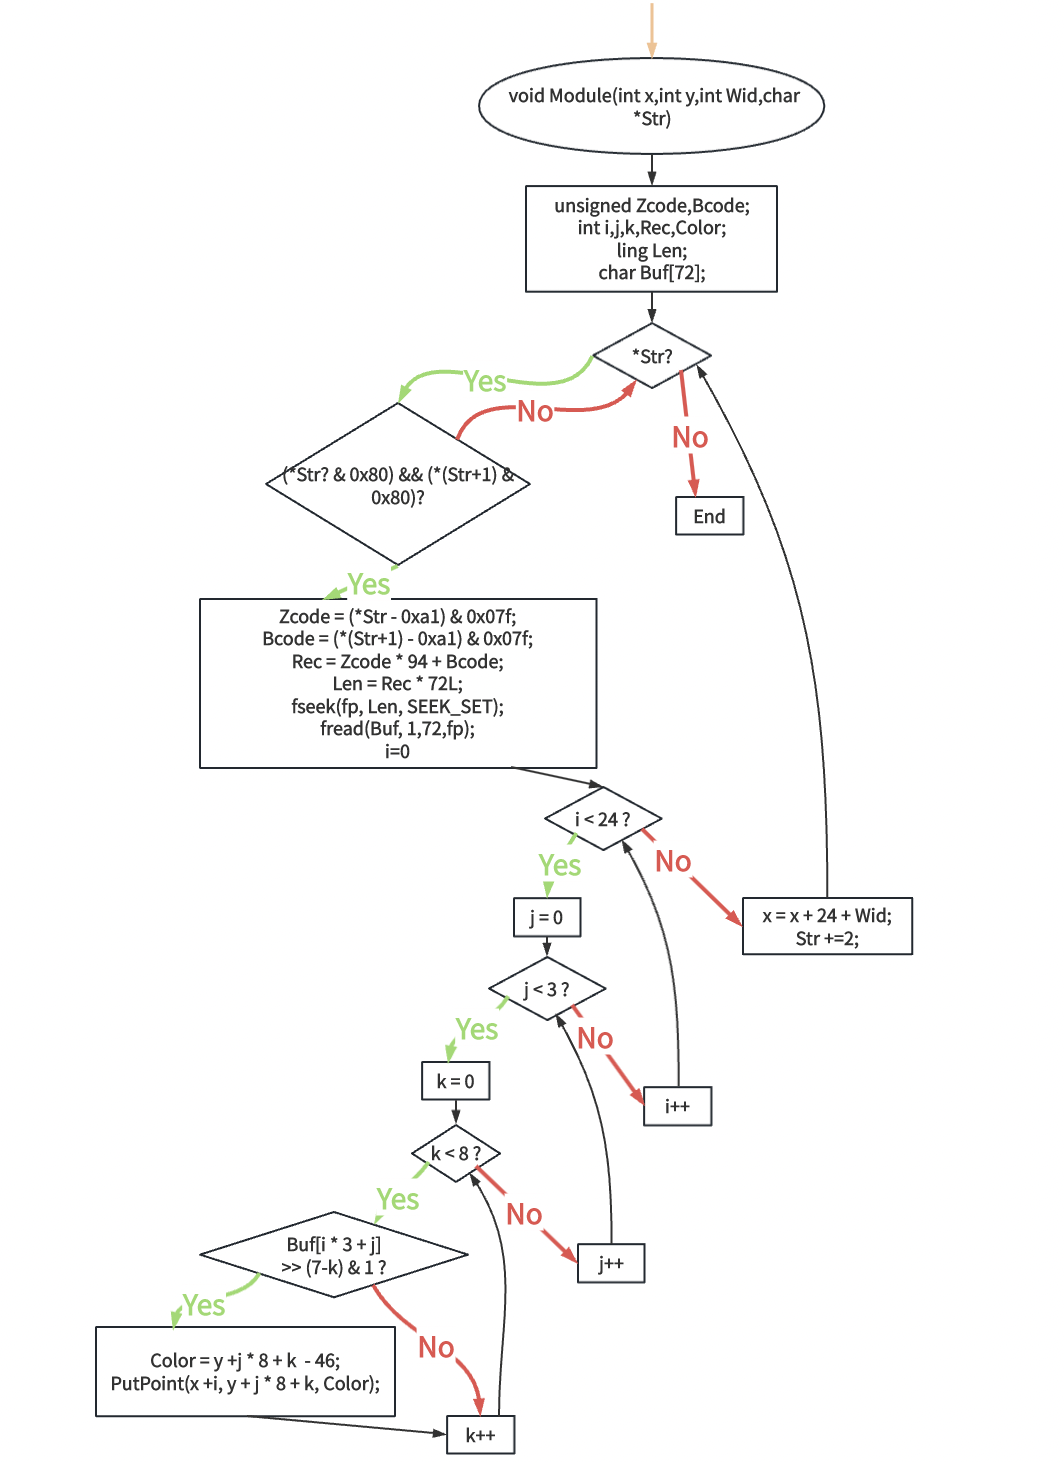 void Module(int x,int y,int Wid,char
*Str)
unsigned Zcode,Bcode;
int i,j,k,Rec,Color;
ling Len;
char Buf[72];
*Str?
Yes
No
No
(*Str? & 0x80) && (*(Str+1) &
0x80)?
End
Yes
Zcode = (*Str - 0xa1) & 0x07f;
Bcode = (*(Str+1) - 0xa1) & 0x07f;
Rec = Zcode * 94 + Bcode;
Len = Rec * 72L;
fseek(fp, Len, SEEK_SET);
fread(Buf, 1,72,fp);
i=0
i < 24 ?
Yes
No
j = 0
x = x + 24 + Wid;
Str +=2;
j < 3 ?
Yes
No
k = 0
i++
k < 8 ?
Yes
No
Buf[i * 3 + j]
>> (7-k) & 1 ?
j++
Yes
No
Color = y +j * 8 + k  - 46;
PutPoint(x +i, y + j * 8 + k, Color);
k++